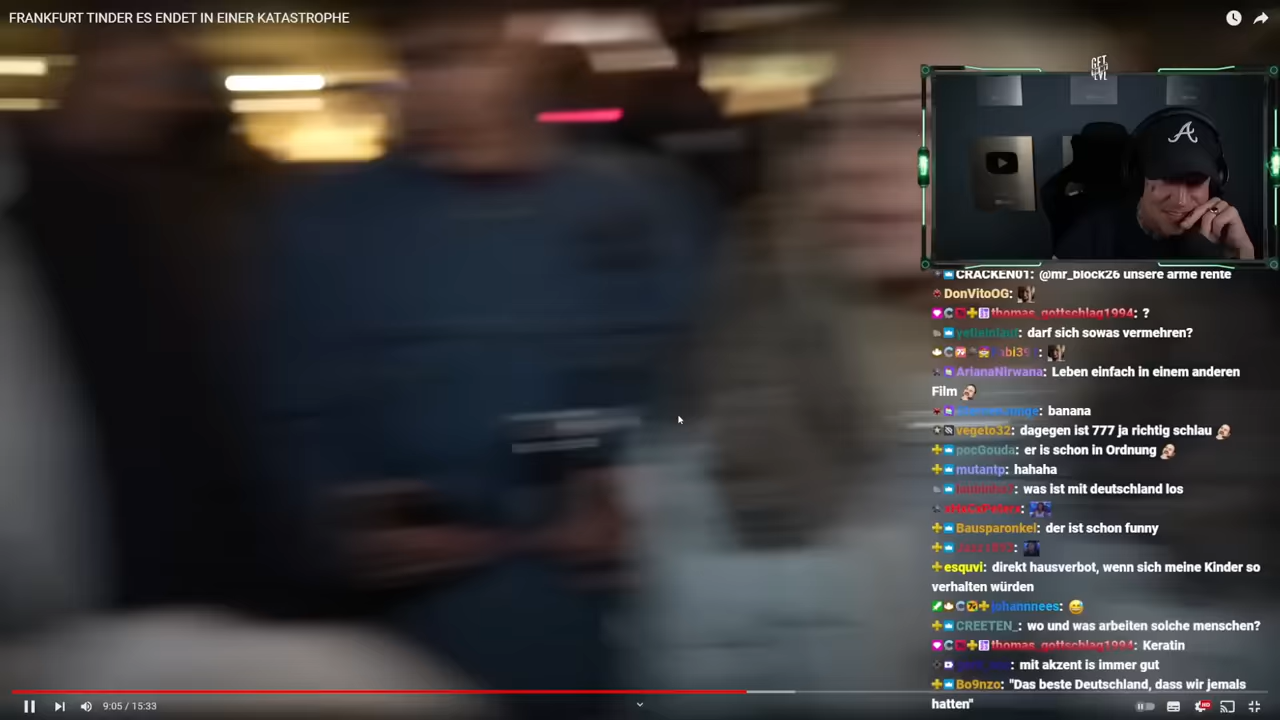 FRANKFURT TINDER ES ENDET IN EINER KATASTROPHE
GET
LVL
A
CRACKEN01: @mr_block26 unsere arme rente
DonVitoOG:
thomas_gottschlag1994: ?
darf sich sowas vermehren?
ArianaNirwana: Leben einfach in einem anderen
Film
: banana
vegeto32: dagegen ist 777 ja richtig schlau
pocGouda: er is schon in Ordnung
mutantp: hahaha
was ist mit deutschland los
Bausparonkel: der ist schon funny
esquvi: direkt hausverbot, wenn sich meine Kinder so
verhalten würden
johannnees:
CREETEN_: wo und was arbeiten solche menschen?
thomas_gottschlag1994: Keratin
mit akzent is immer gut
Bo9nzo: "Das beste Deutschland, dass wir jemals
hatten"
9:05 / 15:33
HD